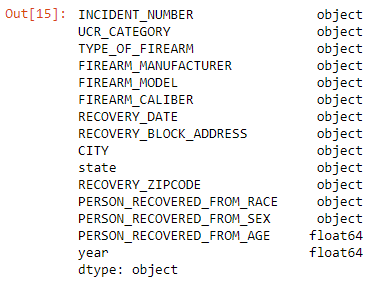 Out[15]: INCIDENT_NUMBER object
UCR_CATEGORY object
TYPE_OF_FIREARM object
FIREARM_MANUFACTURER object
FIREARM_MODEL object
FIREARM_CALIBER object
RECOVERY_DATE object
RECOVERY_BLOCK_ADDRESS object
CITY object
state object
RECOVERY_ZIPCODE object
PERSON_RECOVERED_FROM_RACE object
PERSON_RECOVERED_FROM_SEX object
PERSON_RECOVERED_FROM_AGE float64
year float64
dtype: object